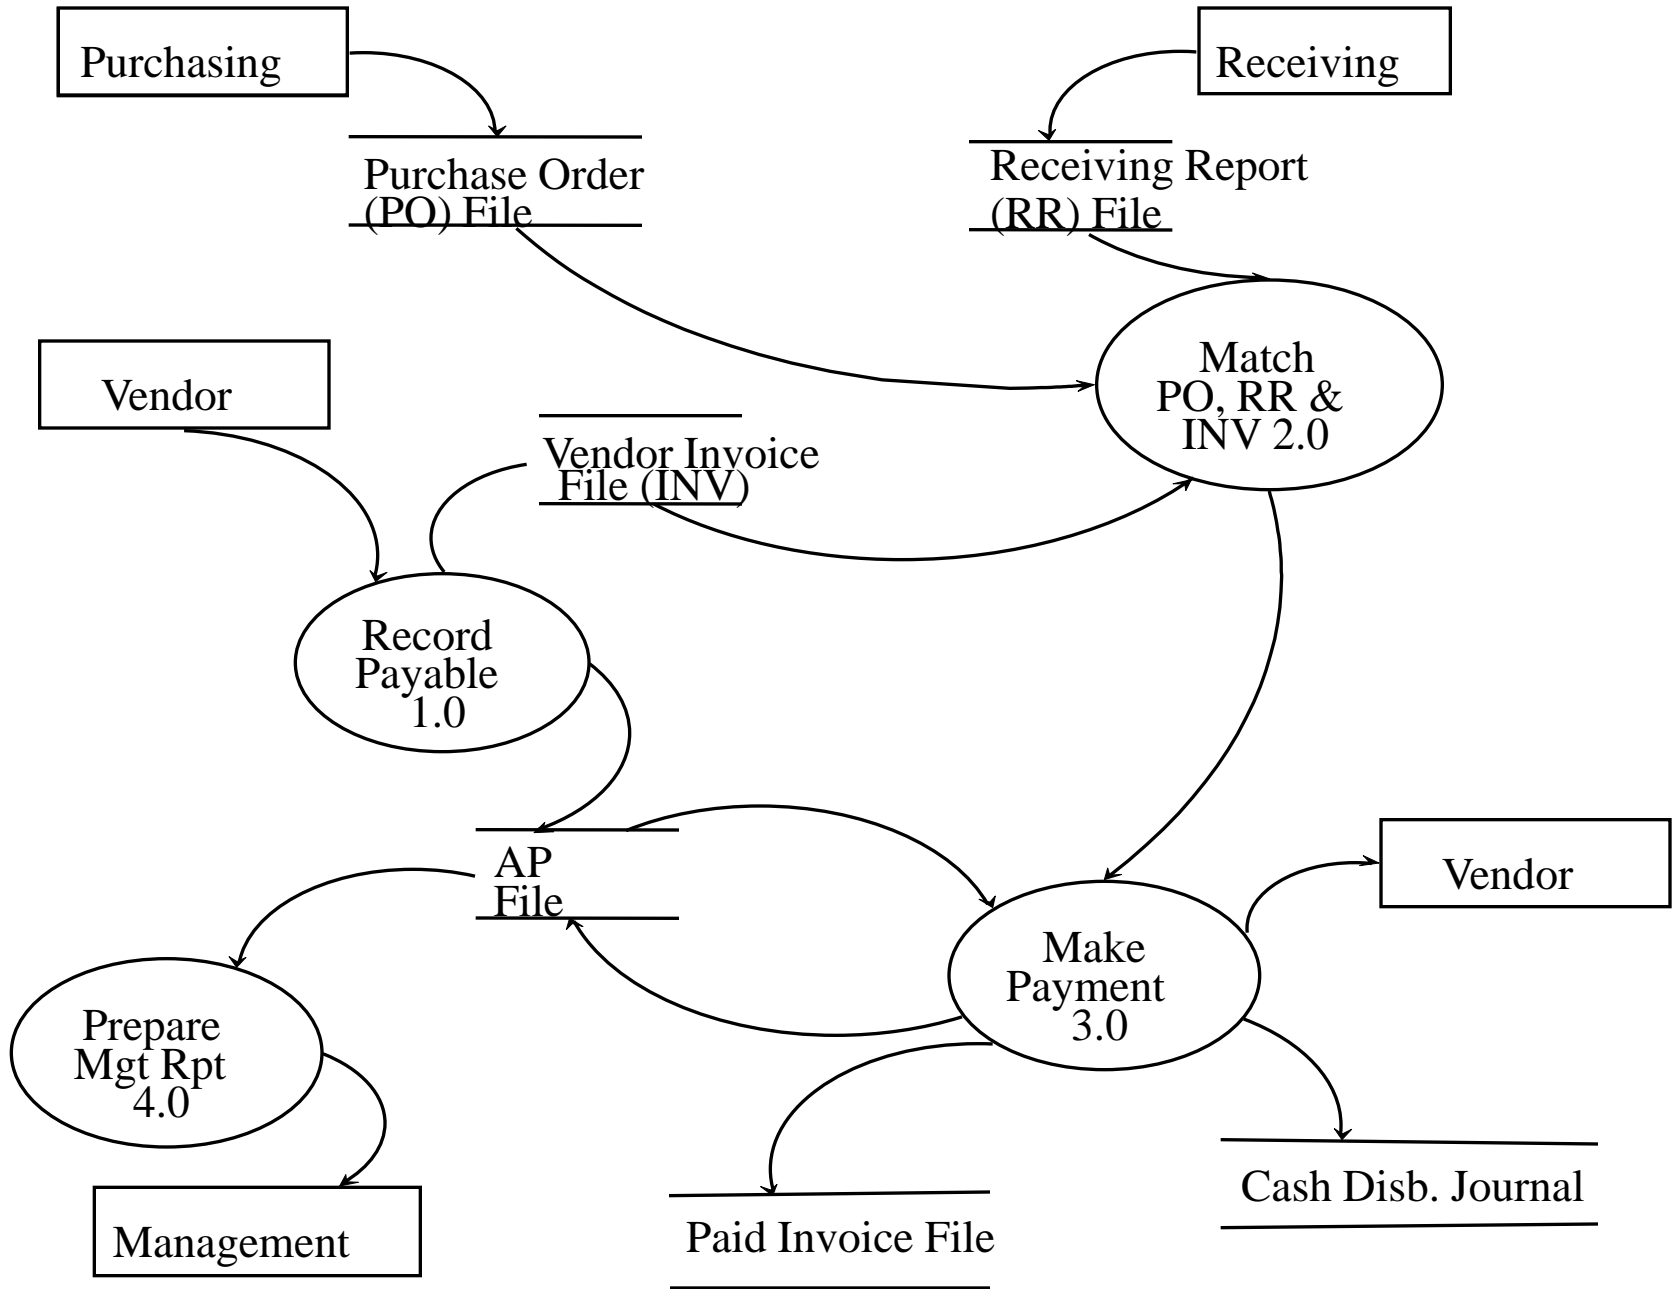 Purchasing
Receiving
Purchase Order
(PO) File
Receiving Report
(RR) File
Vendor
Match
PO, RR &
INV 2.0
Vendor Invoice
File (INV)
Record
Payable
1.0
AP
File
Vendor
Make
Payment
3.0
Prepare
Mgt Rpt
4.0
Cash Disb. Journal
Management
Paid Invoice File